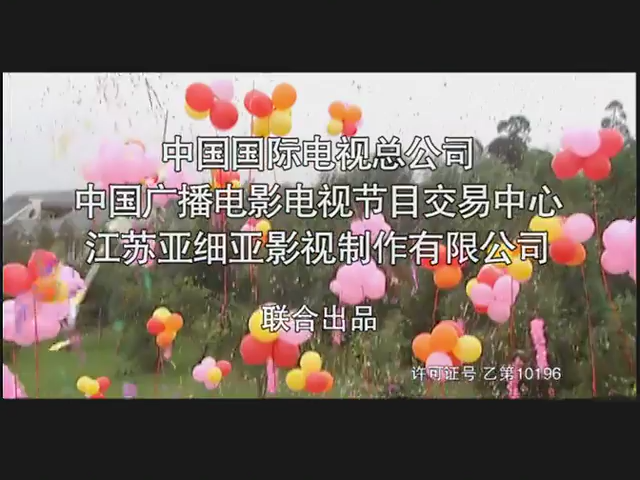 中国国际电视总公司
中国广播电影电视节目交易中心
江苏亚细亚影视制作有限公司
联合出品
许可证号 乙第10196